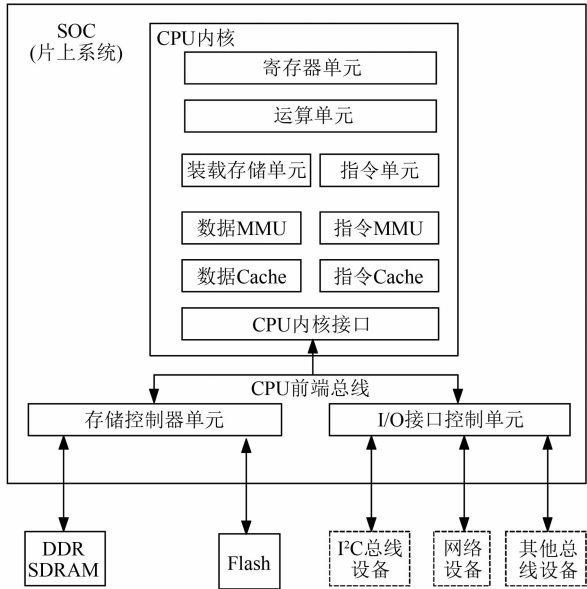 SOC
(片上系统)
CPU内核
寄存器单元
运算单元
装载存储单元
指令单元
数据MMU
指令MMU
数据Cache
指令Cache
CPU内核接口
CPU前端总线
存储控制器单元
I/O接口控制单元
DDR
SDRAM
Flash
I²C总线
设备
网络
设备
其他总
线设备